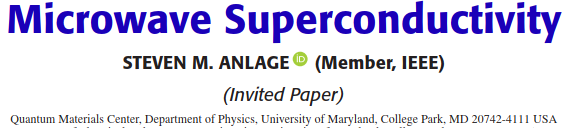 Microwave Superconductivity
STEVEN M. ANLAGE iD (Member, IEEE)
(Invited Paper)
Quantum Materials Center, Department of Physics, University of Maryland, College Park, MD 20742-4111 USA